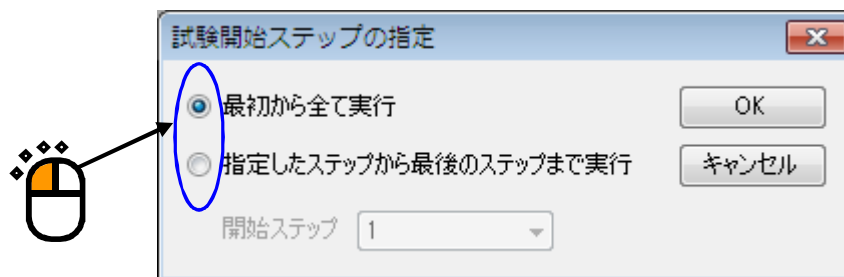 試験開始ステップの指定
最初から全て実行
OK
指定したステップから最後のステップまで実行
キャンセル
開始ステップ 1